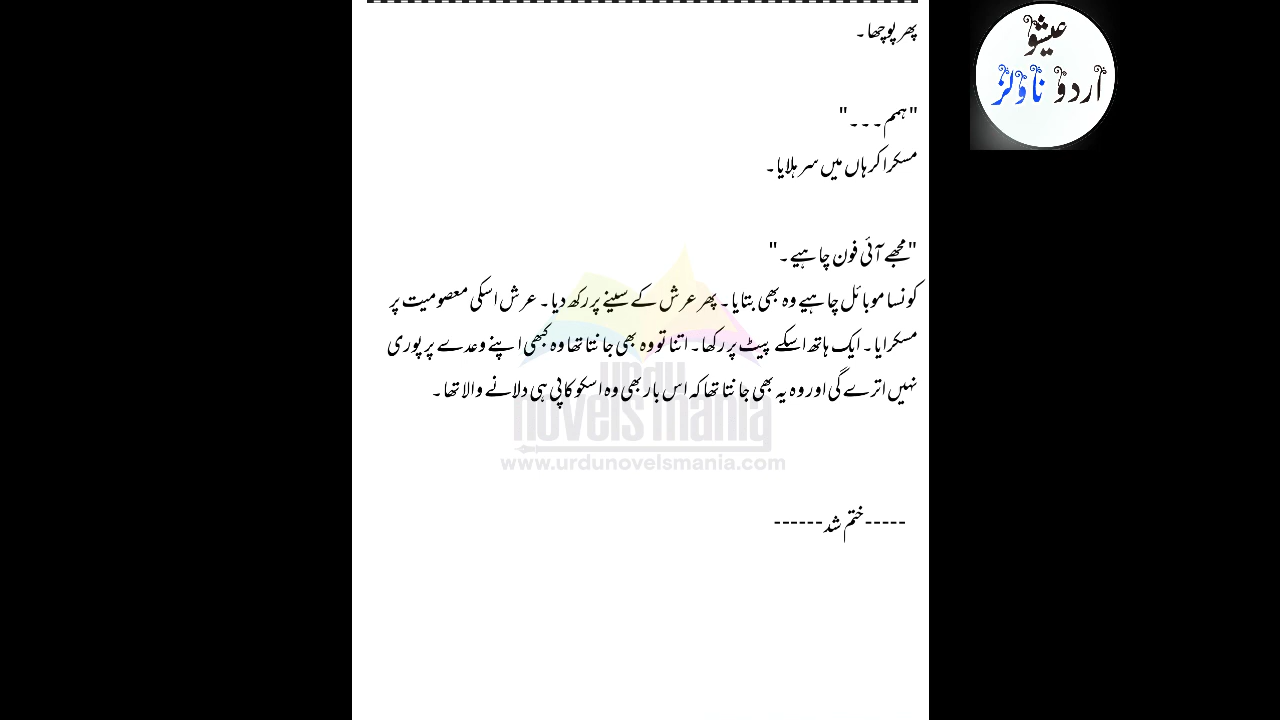 پھر پوچھا۔
"ہمم۔۔۔"
مسکرا کر ہاں میں سر ہلایا۔
"مجھے آئی فون چاہیے۔"
کونسا موبائل چاہیے وہ بھی بتایا۔ پھر عرش کے سینے پر رکھ دیا۔ عرش اسکی معصومیت پر
مسکرایا۔ ایک ہاتھ اسکے پیٹ پر رکھا۔ اتنا تو وہ بھی جانتا تھا وہ کبھی اپنے وعدے پر پوری
نہیں اترے گی اور وہ یہ بھی جانتا تھا کہ اس بار بھی وہ اسکو کاپی ہی دلانے والا تھا۔
-----ختم شد------
عیشو
اردو ناولز
URDU
novels mania
www.urdunovelsmania.com